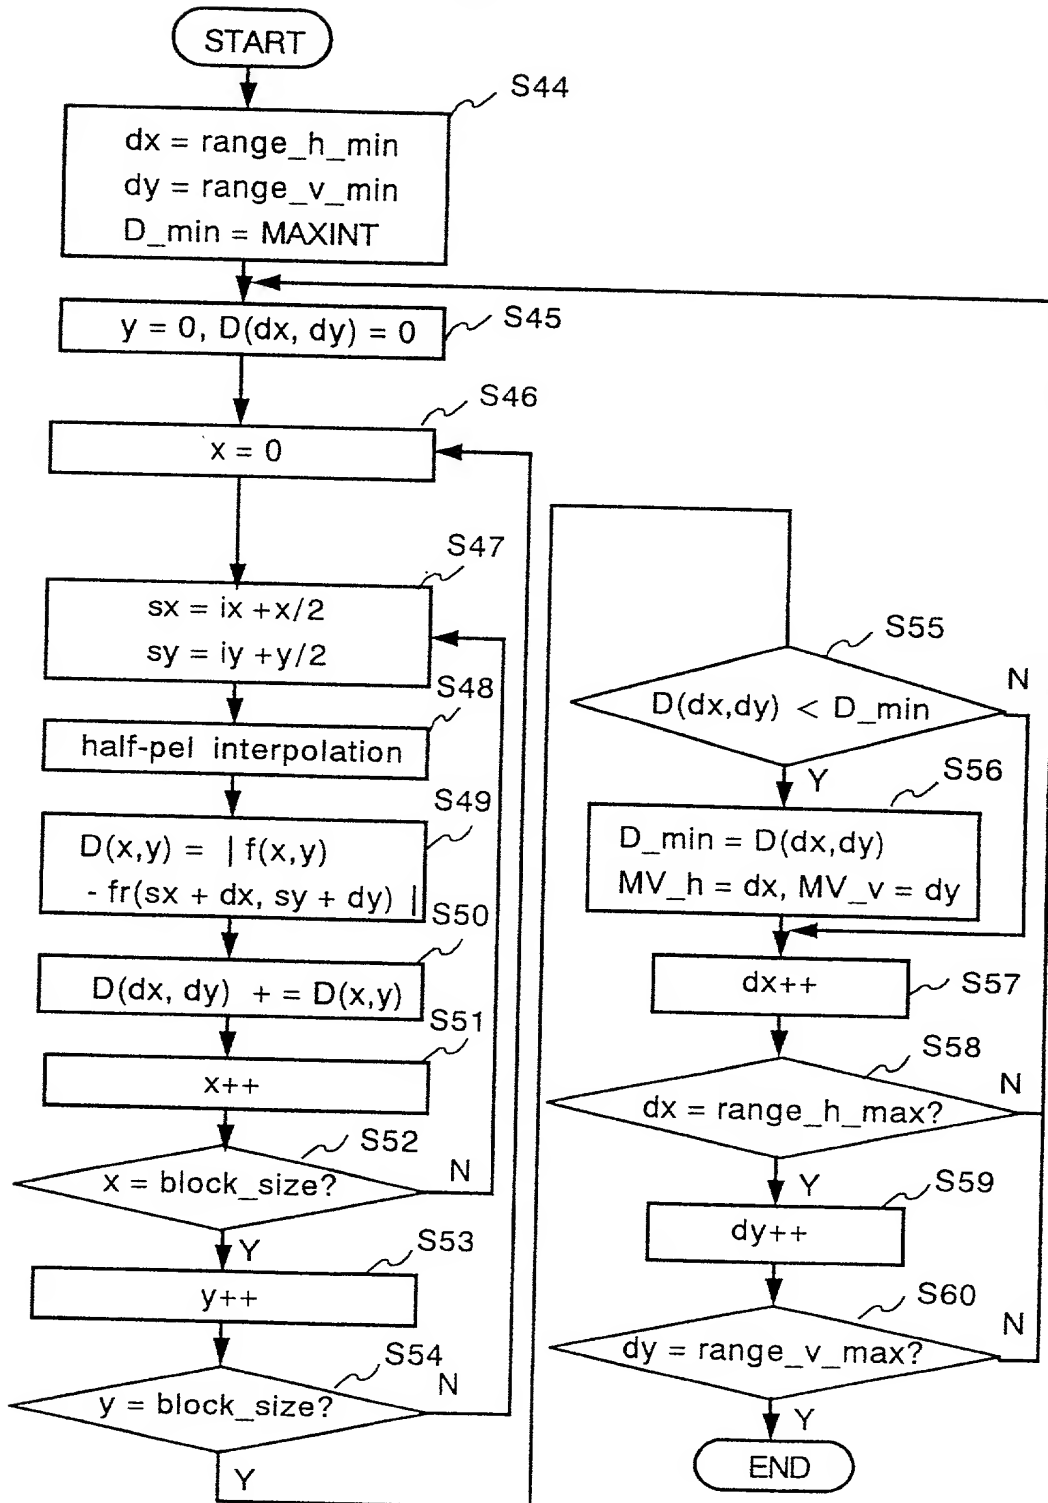 START
S44
dx = range_h_min
dy = range_v_min
D_min = MAXINT
S45
y = 0, D(dx, dy) = 0
S46
x = 0
S47
sx = ix +x/2
sy = iy +y/2
S48
half-pel interpolation
S49
D(x,y) = | f(x,y)
- fr(sx + dx, sy + dy) |
S50
D(dx, dy) + = D(x,y)
S51
x++
S52
x = block_size?
N
Y
S53
y++
S54
y = block_size?
N
Y
S55
D(dx,dy) < D_min
N
Y
S56
D_min = D(dx,dy)
MV_h = dx, MV_v = dy
S57
dx++
S58
dx = range_h_max?
N
Y
S59
dy++
S60
dy = range_v_max?
N
Y
END